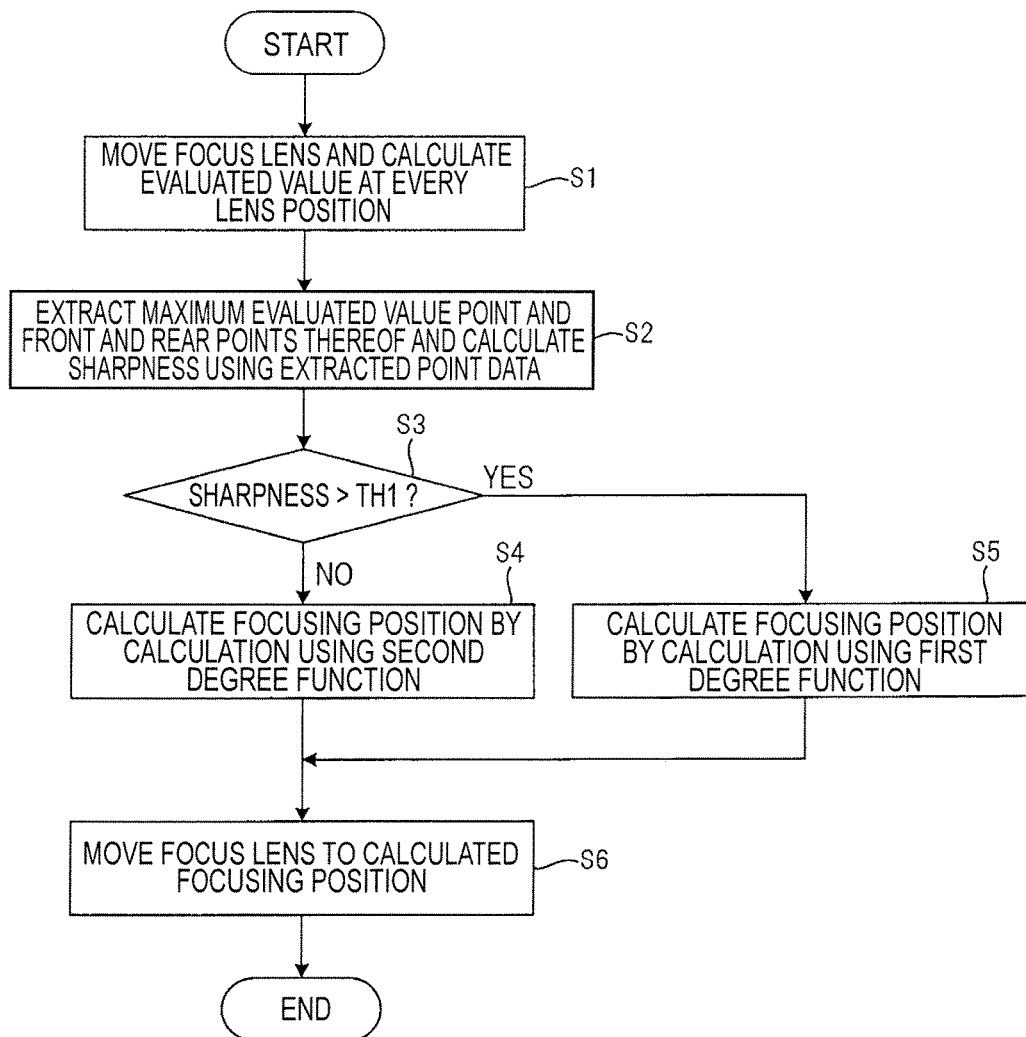 START
MOVE FOCUS LENS AND CALCULATE
EVALUATED VALUE AT EVERY
LENS POSITION
S1
EXTRACT MAXIMUM EVALUATED VALUE POINT AND
FRONT AND REAR POINTS THEREOF AND CALCULATE
SHARPNESS USING EXTRACTED POINT DATA
S2
S3
SHARPNESS > TH1 ?
YES
NO
S4
CALCULATE FOCUSING POSITION BY
CALCULATION USING SECOND
DEGREE FUNCTION
S5
CALCULATE FOCUSING POSITION
BY CALCULATION USING FIRST
DEGREE FUNCTION
MOVE FOCUS LENS TO CALCULATED
FOCUSING POSITION
S6
END